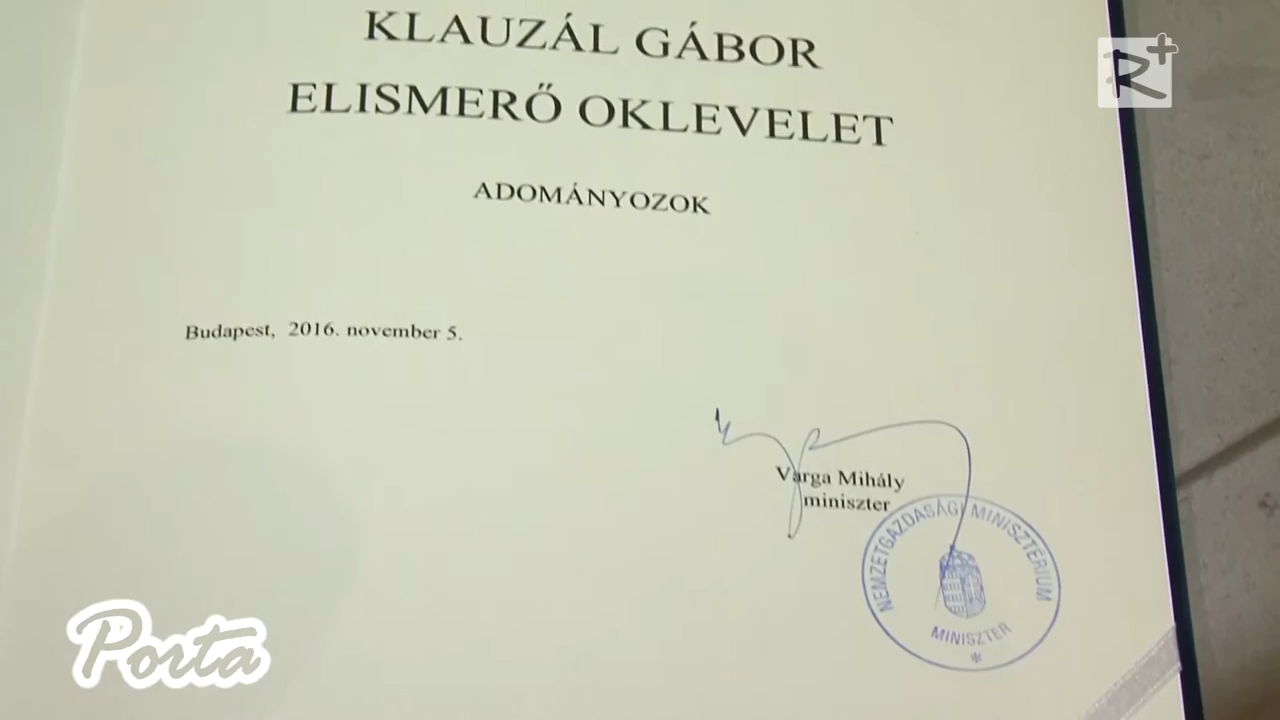 KLAUZÁL GÁBOR
R+
ELISMERŐ OKLEVELET
ADOMÁNYOZOK
Budapest, 2016. november 5.
Varga Mihály
miniszter
NEMZETGAZDASÁGI MINISZTÉRIUM
MINISZTER
Porta